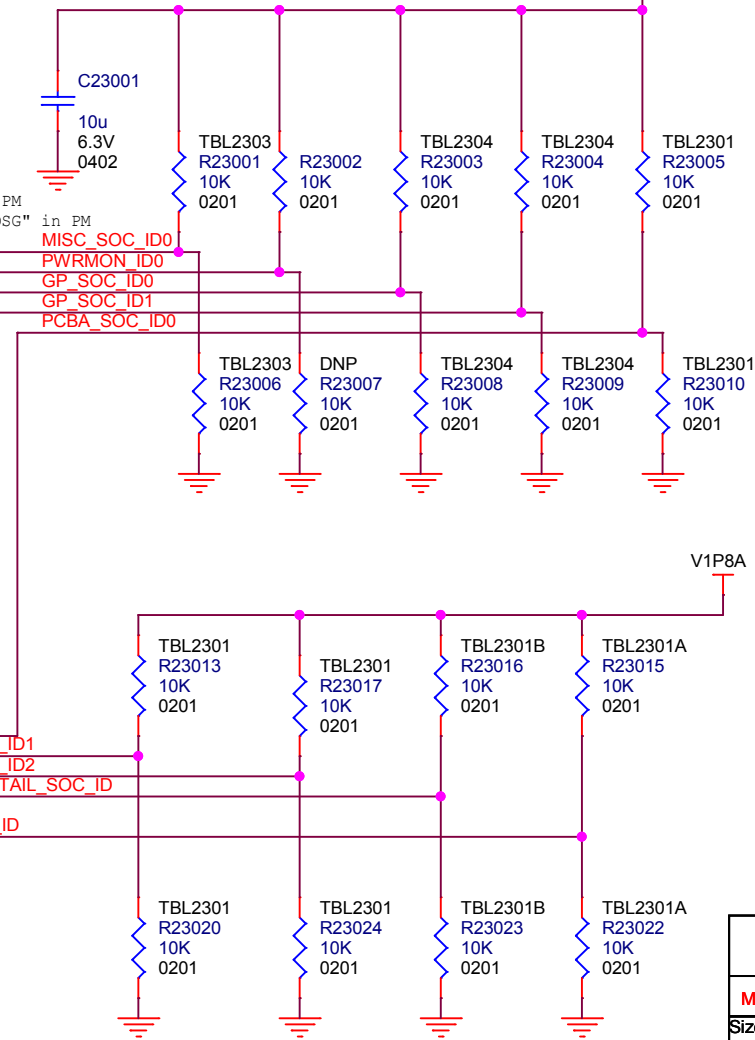 C23001
10u
6.3V
0402
TBL2303
R23001
10K
0201
R23002
10K
0201
TBL2304
R23003
10K
0201
TBL2304
R23004
10K
0201
TBL2301
R23005
10K
0201
PM
OSG" in PM
MISC_SOC_ID0
PWRMON_ID0
GP_SOC_ID0
GP_SOC_ID1
PCBA_SOC_ID0
TBL2303
R23006
10K
0201
DNP
R23007
10K
0201
TBL2304
R23008
10K
0201
TBL2304
R23009
10K
0201
TBL2301
R23010
10K
0201
V1P8A
TBL2301
R23013
10K
0201
TBL2301
R23017
10K
0201
TBL2301B
R23016
10K
0201
TBL2301A
R23015
10K
0201
_ID1
_ID2
TAIL_SOC_ID
ID
TBL2301
R23020
10K
0201
TBL2301
R23024
10K
0201
TBL2301B
R23023
10K
0201
TBL2301A
R23022
10K
0201
M
Size